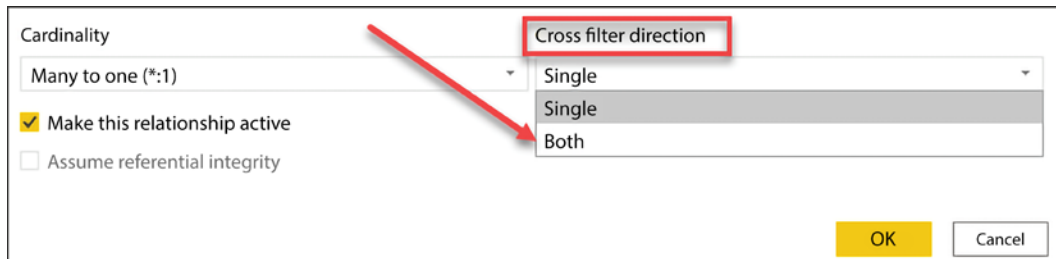 Cardinality
Cross filter direction
Many to one (*:1)
Single
Single
Both
Make this relationship active
Assume referential integrity
OK
Cancel